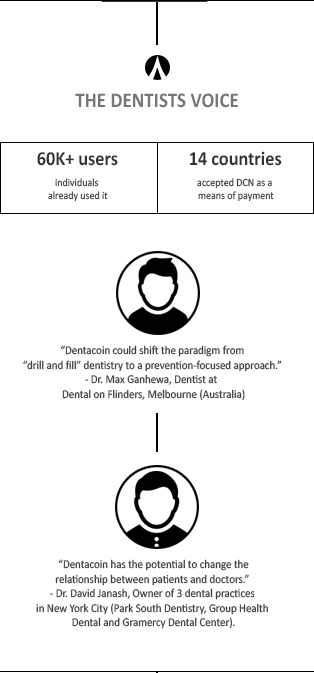 THE DENTISTS VOICE
60K+ users
individuals
already used it
14 countries
accepted DCN as a
means of payment
“Dentacoin could shift the paradigm from
“drill and fill” dentistry to a prevention-focused approach.”
- Dr. Max Ganhewa, Dentist at
Dental on Flinders, Melbourne (Australia)
“Dentacoin has the potential to change the
relationship between patients and doctors.”
- Dr. David Janash, Owner of 3 dental practices
in New York City (Park South Dentistry, Group Health
Dental and Gramercy Dental Center).